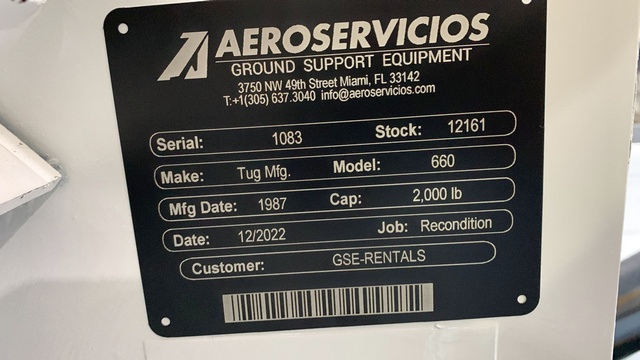 AEROSERVICIOS
GROUND SUPPORT EQUIPMENT
3750 NW 49th Street Miami, FL 33142
T:+1(305) 637.3040 info@aeroservicios.com
Serial: 1083 Stock: 12161
Make: Tug Mfg. Model: 660
Mfg Date: 1987 Cap: 2,000 lb
Date: 12/2022 Job: Recondition
Customer: GSE-RENTALS